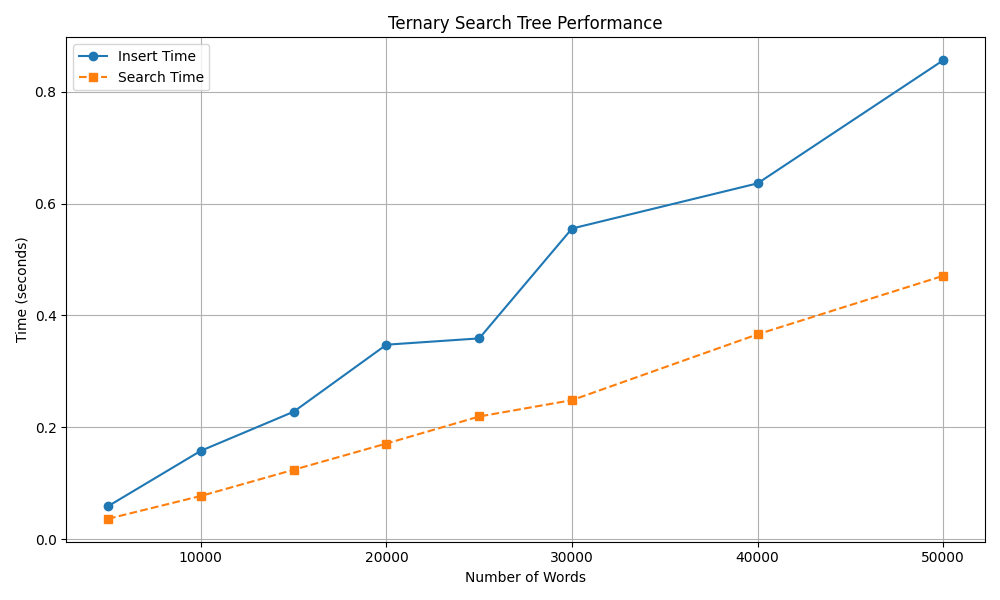 Ternary Search Tree Performance
Insert Time
Search Time
Time (seconds)
0.8
0.6
0.4
0.2
0.0
10000
20000
30000
40000
50000
Number of Words